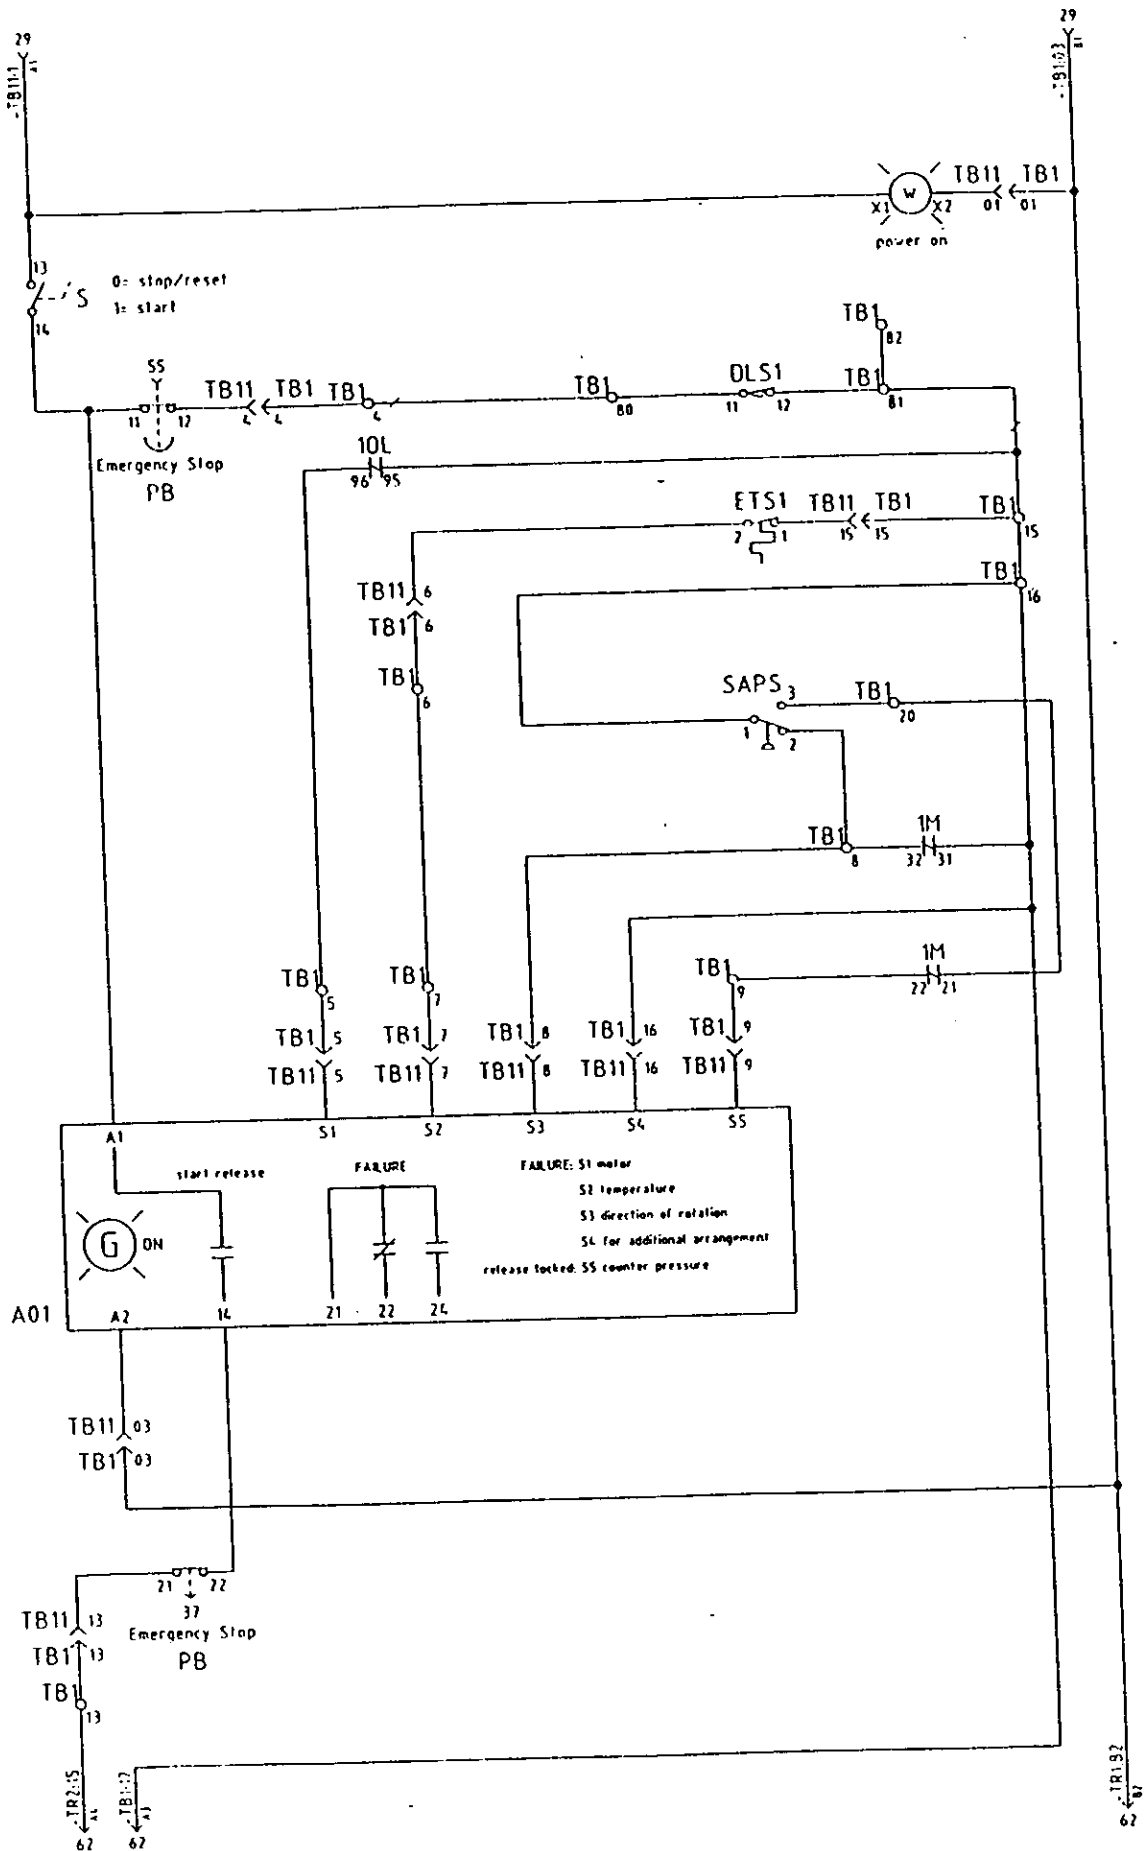 29
29
-TB11:1
A1
-TB1:03
B1
TB11 TB1
W
X1 X2 01 01
power on
13
S
0= stop/reset
1= start
14
TB1
B2
S5
TB11 TB1 TB1 TB1 DLS1 TB1
11 12 4 4 4 80 11 12 81
Emergency Stop
PB
10L
96 95
ETS1 TB11 TB1 TB1
2 1 15 15 15
TB11 6
TB1 6
TB1
16
TB1
6
SAPS 3 TB1
20
1 2
TB1 1M
8 32 31
TB1 TB1 TB1 1M
5 7 9 22 21
TB1 5 TB1 7 TB1 8 TB1 16 TB1 9
TB11 5 TB11 7 TB11 8 TB11 16 TB11 9
A1 S1 S2 S3 S4 S5
start release FAILURE FAILURE: S1 motor
S2 temperature
S3 direction of rotation
S4 for additional arrangement
release locked: S5 counter pressure
G ON
A01 A2 14 21 22 24
TB11 03
TB1 03
21 22
37
Emergency Stop
PB
TB11 13
TB1 13
TB1
13
-TB1:17
A3
62 62
B2
62